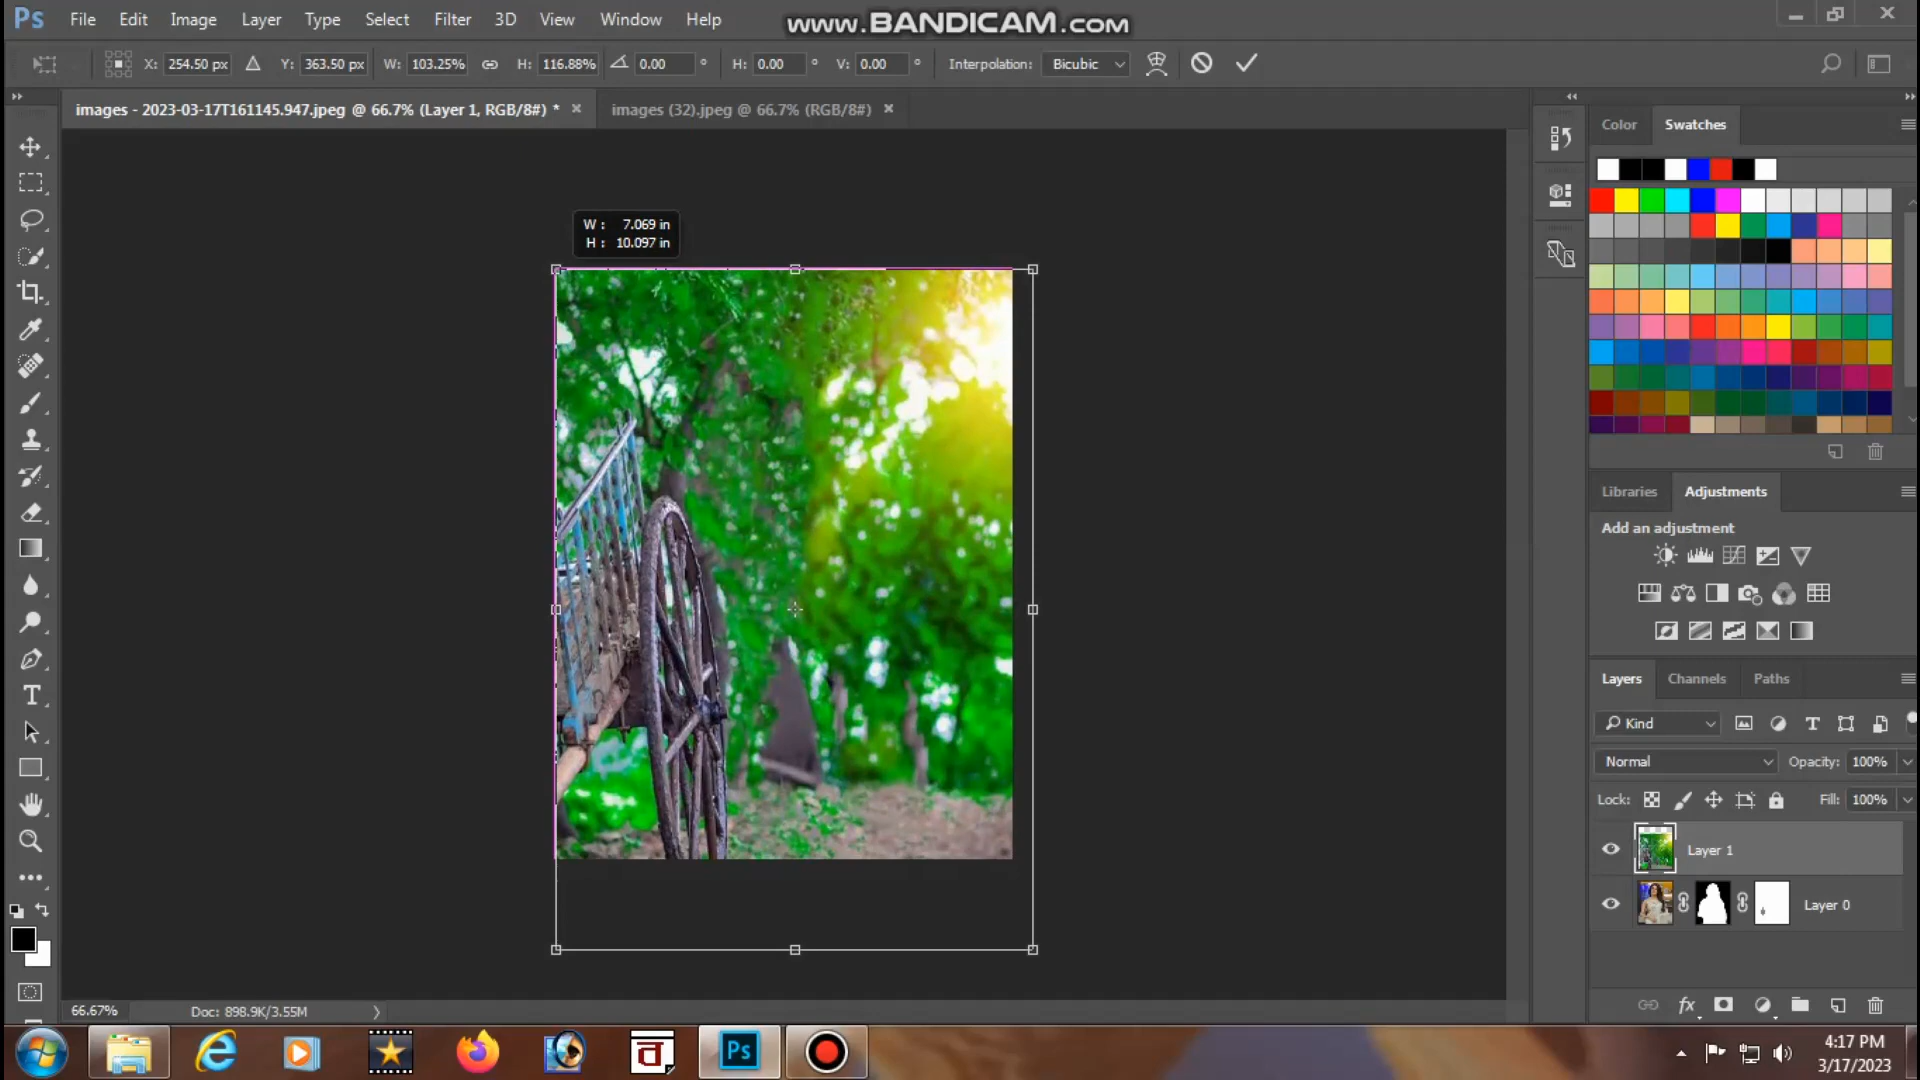 Ps File Edit Image Layer Type Select Filter 3D View Window Help
www.BANDICAM.com
X: 254.50 px Y: 363.50 px W: 103.25% H: 116.88% 0.00 ° H: 0.00 ° V: 0.00 ° Interpolation: Bicubic
images - 2023-03-17T161145.947.jpeg @ 66.7% (Layer 1, RGB/8#) * ×
images (32).jpeg @ 66.7% (RGB/8#) ×
Color Swatches
W : 7.069 in
H : 10.097 in
Libraries Adjustments
Add an adjustment
Layers Channels Paths
Kind
Normal Opacity: 100%
Lock: Fill: 100%
Layer 1
Layer 0
66.67% Doc: 898.9K/3.55M
Ps
4:17 PM
3/17/2023